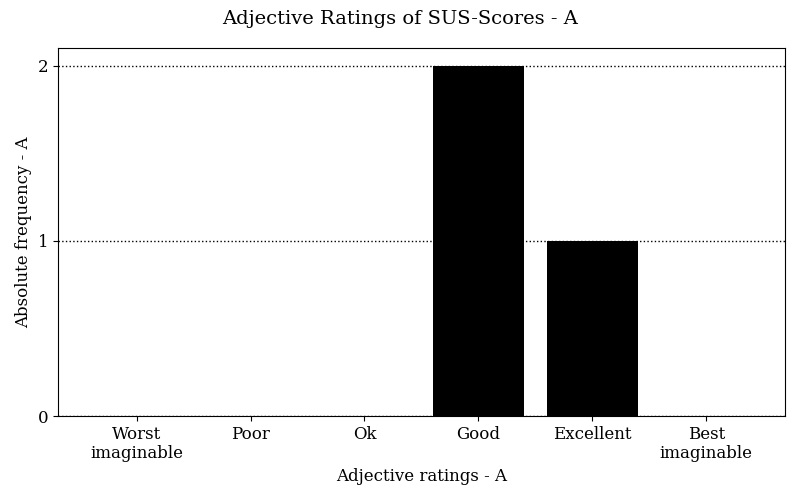 Adjective Ratings of SUS-Scores - A
Absolute frequency - A
2
1
0
Worst imaginable
Poor
Ok
Good
Excellent
Best imaginable
Adjective ratings - A